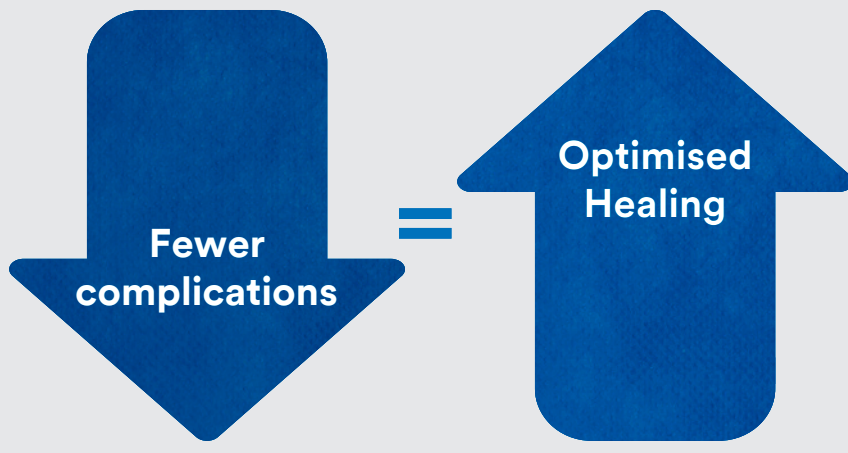 Fewer
complications
=
Optimised
Healing